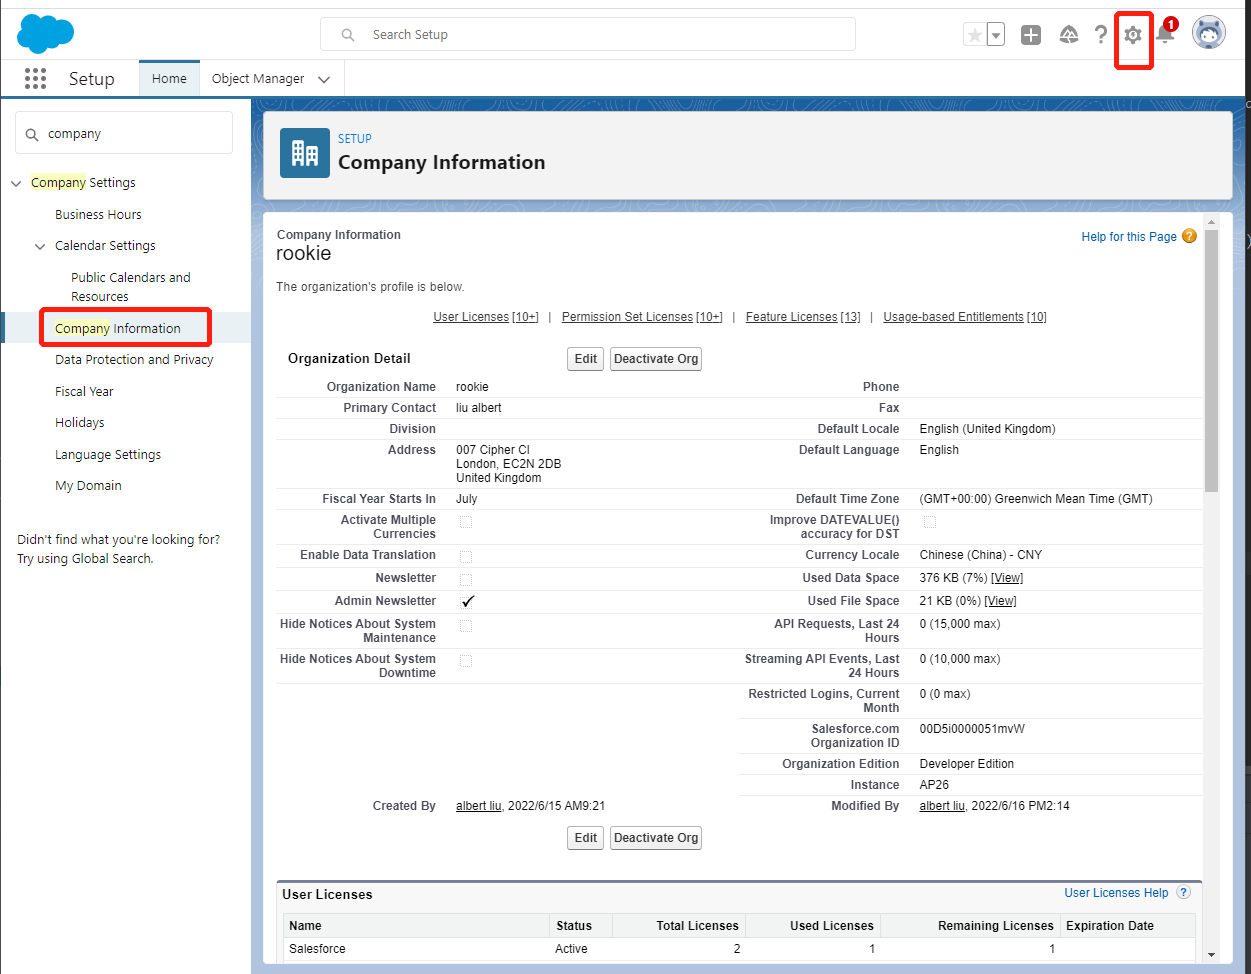 Search Setup
1
Setup
Home
Object Manager
company
Company Settings
Business Hours
Calendar Settings
Public Calendars and
Resources
Company Information
Data Protection and Privacy
Fiscal Year
Holidays
Language Settings
My Domain
Didn't find what you're looking for?
Try using Global Search.
SETUP
Company Information
Company Information
rookie
Help for this Page ?
The organization's profile is below.
User Licenses [10+] | Permission Set Licenses [10+] | Feature Licenses [13] | Usage-based Entitlements [10]
Organization Detail
Edit
Deactivate Org
Organization Name rookie
Phone
Primary Contact liu albert
Fax
Division
Default Locale English (United Kingdom)
Address 007 Cipher Cl
London, EC2N 2DB
United Kingdom
Default Language English
Fiscal Year Starts In July
Default Time Zone (GMT+00:00) Greenwich Mean Time (GMT)
Activate Multiple
Currencies
Improve DATEVALUE()
accuracy for DST
Enable Data Translation
Currency Locale Chinese (China) - CNY
Newsletter
Used Data Space 376 KB (7%) [View]
Admin Newsletter
Used File Space 21 KB (0%) [View]
Hide Notices About System
Maintenance
API Requests, Last 24
Hours
0 (15,000 max)
Hide Notices About System
Downtime
Streaming API Events, Last
24 Hours
0 (10,000 max)
Restricted Logins, Current
Month
0 (0 max)
Salesforce.com
Organization ID
00D5i0000051mvW
Organization Edition Developer Edition
Instance AP26
Created By albert liu, 2022/6/15 AM9:21
Modified By albert liu, 2022/6/16 PM2:14
Edit
Deactivate Org
User Licenses
User Licenses Help ?
Name Status Total Licenses Used Licenses Remaining Licenses Expiration Date
Salesforce Active 2 1 1